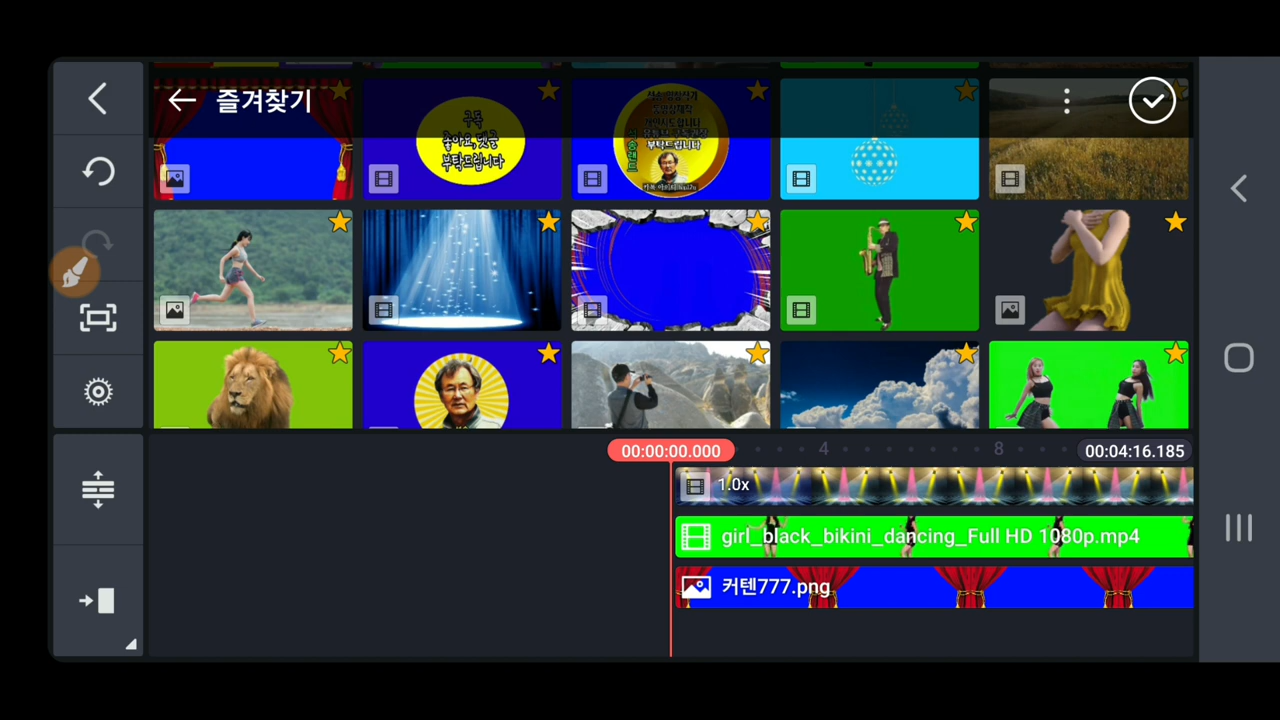 즐겨찾기
구독
좋아요, 댓글
부탁드립니다
부탁드립니다
00:00:00.000
4
8
00:04:16.185
1.0x
girl_black_bikini_dancing_Full HD 1080p.mp4
커텐777.png